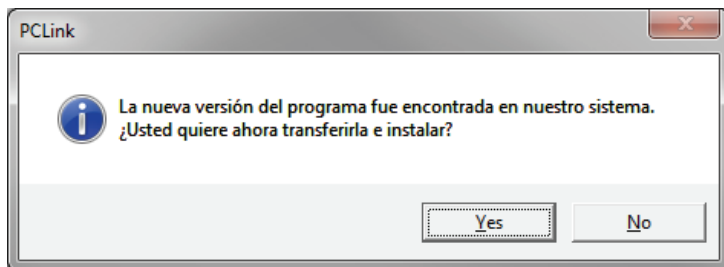 PCLink
La nueva versión del programa fue encontrada en nuestro sistema.
¿Usted quiere ahora transferirla e instalar?
Yes No